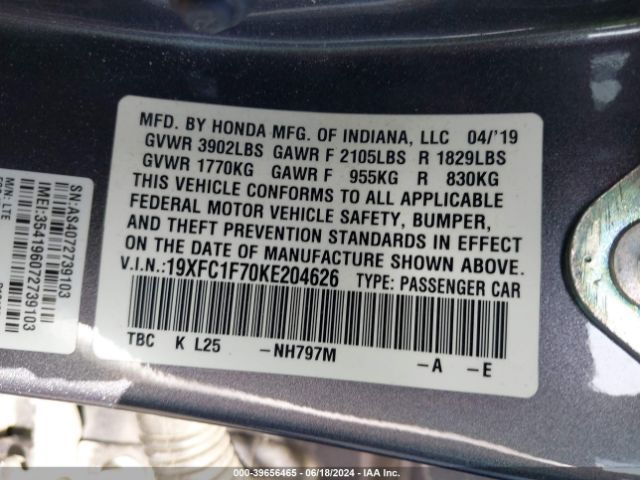 MFD. BY HONDA MFG. OF INDIANA, LLC 04/'19
GVWR 3902LBS GAWR F 2105LBS R 1829LBS
GVWR 1770KG GAWR F 955KG R 830KG
THIS VEHICLE CONFORMS TO ALL APPLICABLE
FEDERAL MOTOR VEHICLE SAFETY, BUMPER,
AND THEFT PREVENTION STANDARDS IN EFFECT
ON THE DATE OF MANUFACTURE SHOWN ABOVE.
V.I.N.:19XFC1F70KE204626 TYPE: PASSENGER CAR
TBC K L25 -NH797M -A -E
SN:AS4072739103
IMEI:354196072739103
M/N: LTE
000-39656465 - 06/18/2024 - IAA Inc.